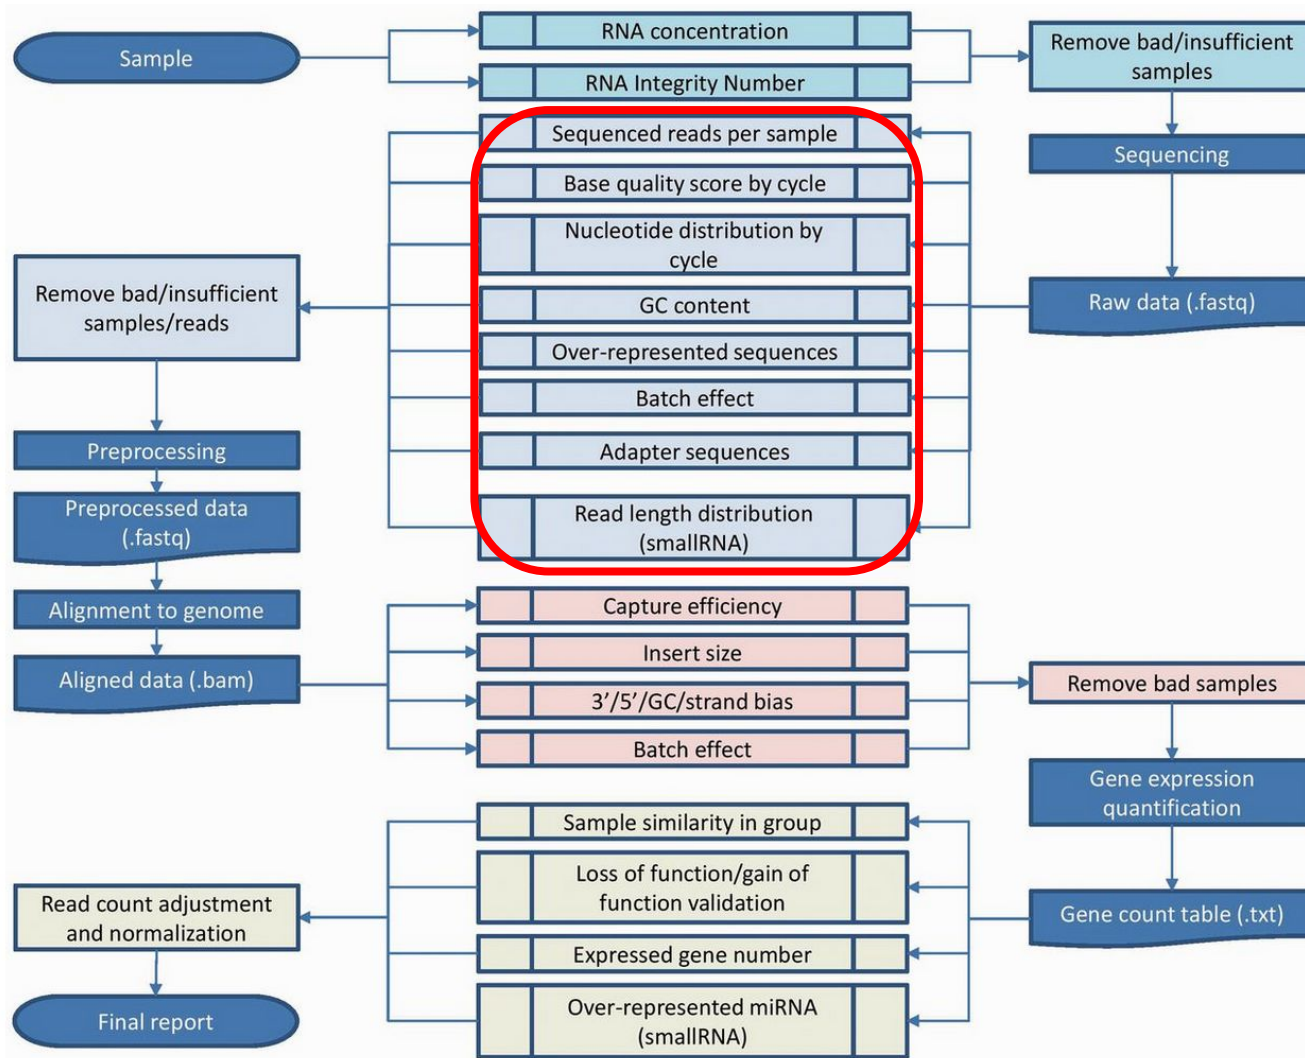 Sample
RNA concentration
RNA Integrity Number
Remove bad/insufficient
samples
Sequencing
Raw data (.fastq)
Sequenced reads per sample
Base quality score by cycle
Nucleotide distribution by
cycle
GC content
Over-represented sequences
Batch effect
Adapter sequences
Read length distribution
(smallRNA)
Remove bad/insufficient
samples/reads
Preprocessing
Preprocessed data
(.fastq)
Alignment to genome
Aligned data (.bam)
Capture efficiency
Insert size
3’/5’/GC/strand bias
Batch effect
Remove bad samples
Gene expression
quantification
Gene count table (.txt)
Sample similarity in group
Loss of function/gain of
function validation
Expressed gene number
Over-represented miRNA
(smallRNA)
Read count adjustment
and normalization
Final report